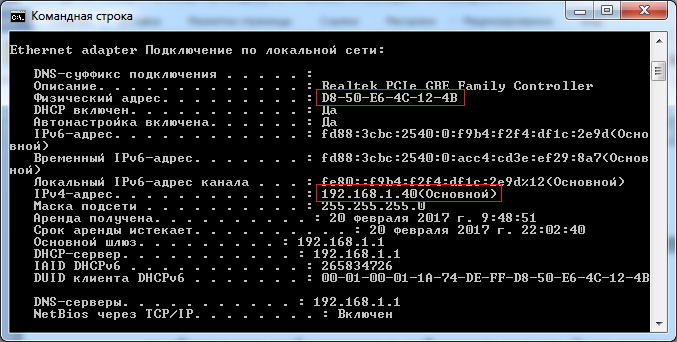 Командная строка
Ethernet adapter Подключение по локальной сети:
DNS-суффикс подключения . . . . . :
Описание. . . . . . . . . . . . . : Realtek PCIe GBE Family Controller
Физический адрес. . . . . . . . . : D8-50-E6-4C-12-4B
DHCP включен. . . . . . . . . . . : Да
Автонастройка включена. . . . . . : Да
IPv6-адрес. . . . . . . . . . . . : fd88:3cbc:2540:0:f9b4:f2f4:df1c:2e9d(Осно
вной)
Временный IPv6-адрес. . . . . . . : fd88:3cbc:2540:0:acc4:cd3e:ef29:8a7(Основ
ной)
Локальный IPv6-адрес канала . . . : fe80::f9b4:f2f4:df1c:2e9d%12(Основной)
IPv4-адрес. . . . . . . . . . . . : 192.168.1.40(Основной)
Маска подсети . . . . . . . . . . : 255.255.255.0
Аренда получена. . . . . . . . . . : 20 февраля 2017 г. 9:48:51
Срок аренды истекает. . . . . . . . . . : 20 февраля 2017 г. 22:02:40
Основной шлюз. . . . . . . . . : 192.168.1.1
DHCP-сервер. . . . . . . . . . . : 192.168.1.1
IAID DHCPv6 . . . . . . . . . . . : 265834726
DUID клиента DHCPv6 . . . . . . . : 00-01-00-01-1A-74-DE-FF-D8-50-E6-4C-12-4B
DNS-серверы. . . . . . . . . . . : 192.168.1.1
NetBios через TCP/IP. . . . . . . . : Включен